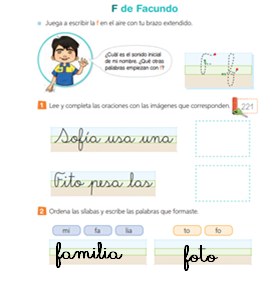 F de Facundo
Juega a escribir la f en el aire con tu brazo extendido.
¿Cuál es el sonido inicial
de mi nombre. ¿Qué otras
palabras empiezan con f?
F f
1 Lee y completa las oraciones con las imágenes que corresponden.
221
Sofía usa una
Fito pesa las
2 Ordena las sílabas y escribe las palabras que formaste.
mi fa lia to fo
familia foto